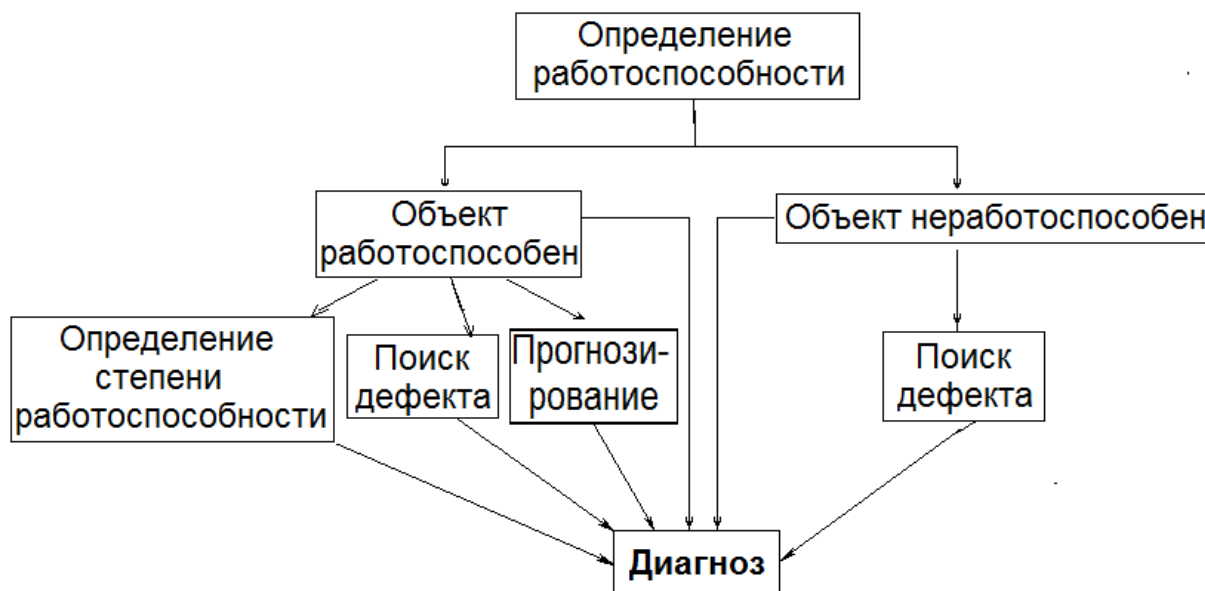 Определение
работоспособности
Объект
работоспособен
Объект неработоспособен
Определение
степени
работоспособности
Поиск
дефекта
Прогнози-
рование
Поиск
дефекта
Диагноз